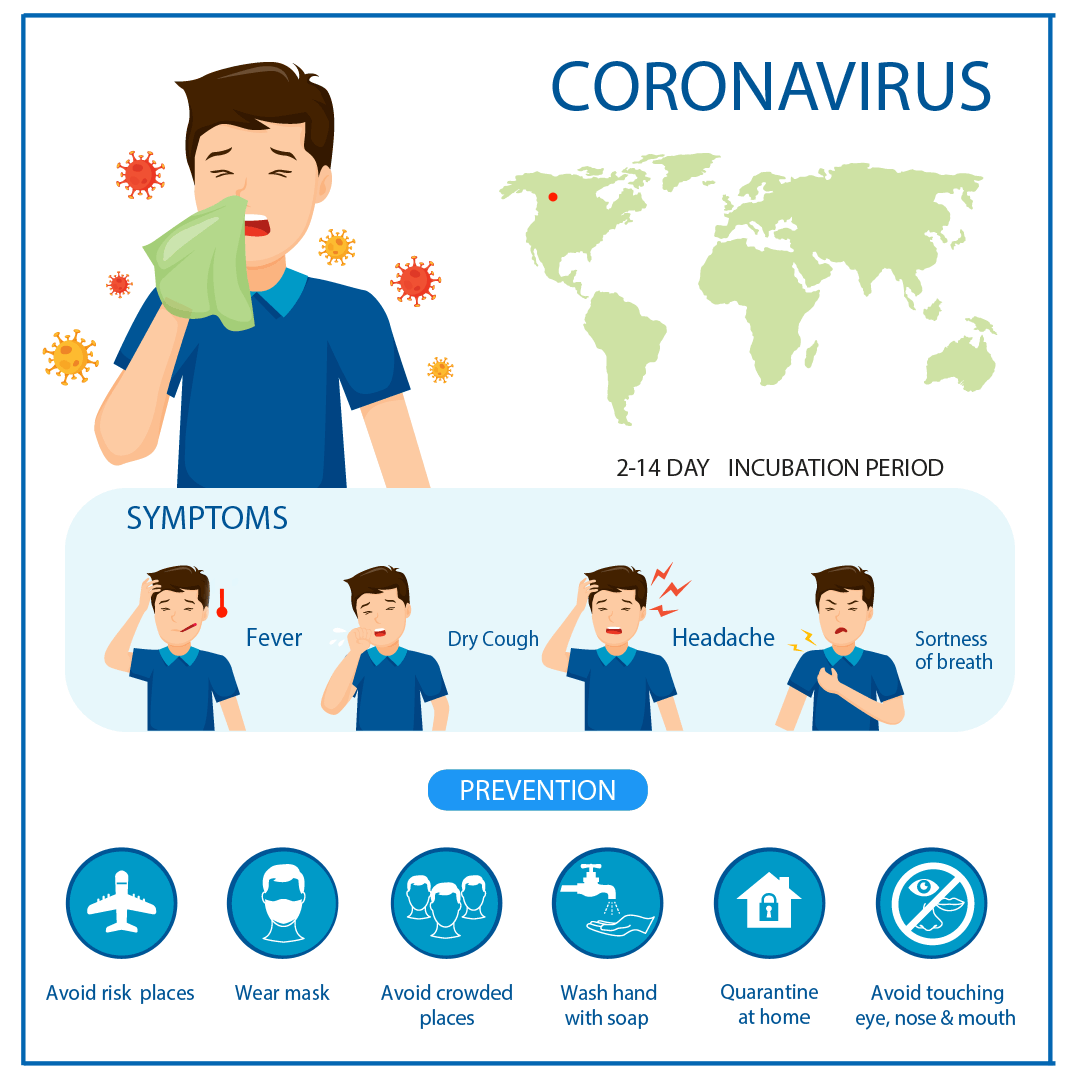 CORONAVIRUS
2-14 DAY INCUBATION PERIOD
SYMPTOMS
Fever
Dry Cough
Headache
Sortness
of breath
PREVENTION
Avoid risk places
Wear mask
Avoid crowded
places
Wash hand
with soap
Quarantine
at home
Avoid touching
eye, nose & mouth